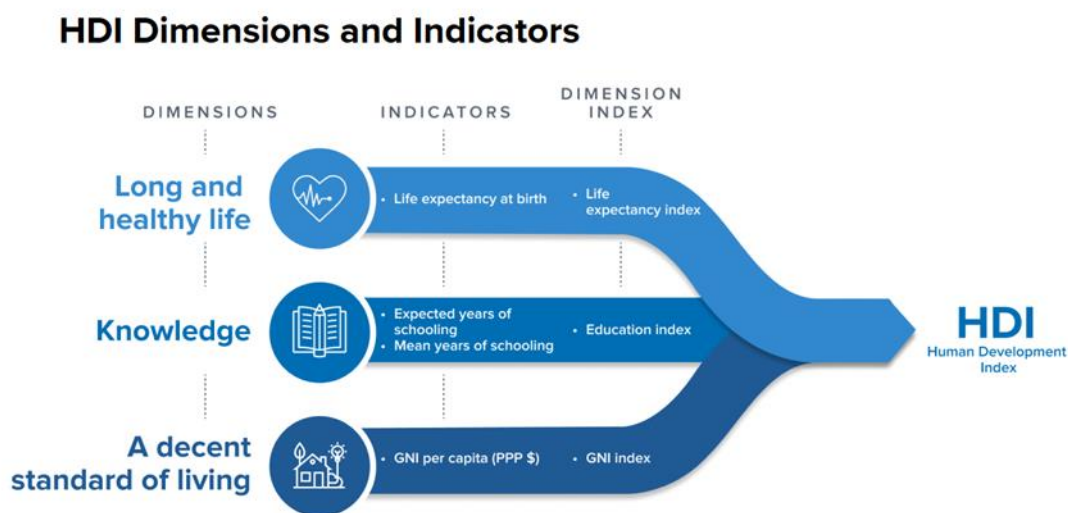 HDI Dimensions and Indicators
DIMENSIONS
INDICATORS
DIMENSION
INDEX
Long and
healthy life
• Life expectancy at birth
• Life
expectancy index
Knowledge
• Expected years of
schooling
• Mean years of schooling
• Education index
A decent
standard of living
• GNI per capita (PPP $)
• GNI index
HDI
Human Development
Index